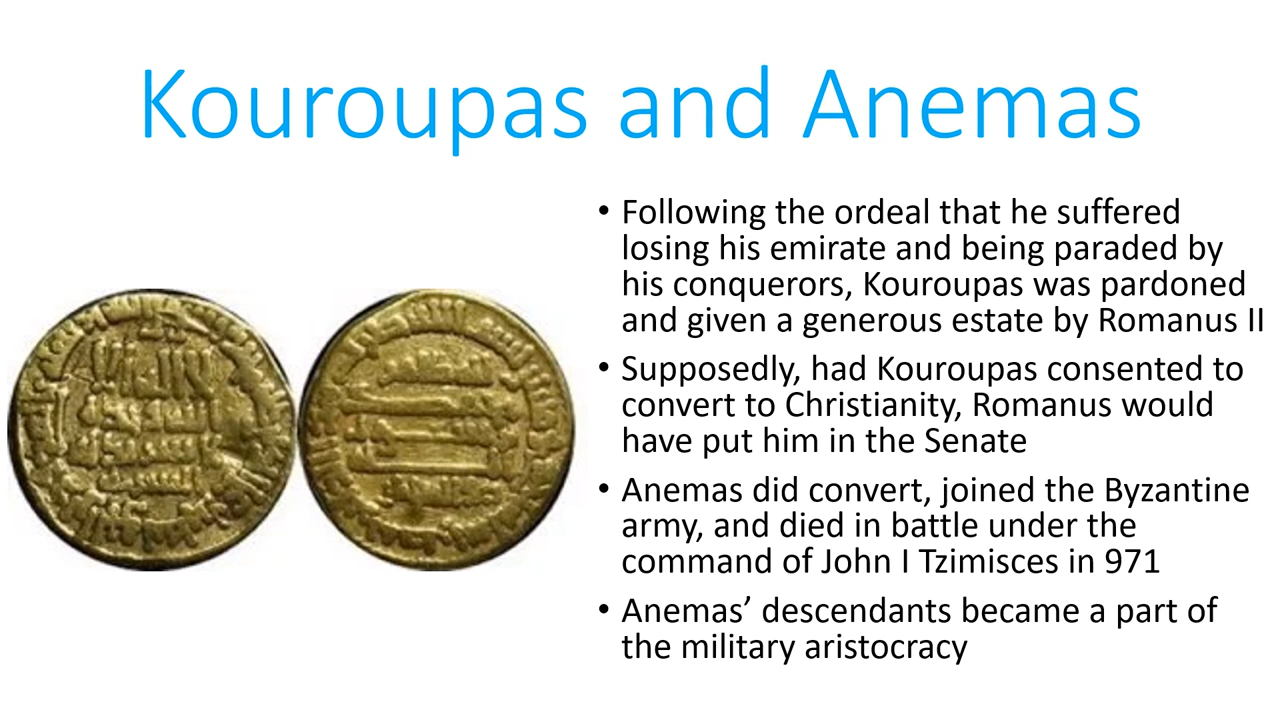 Kouroupas and Anemas
• Following the ordeal that he suffered
losing his emirate and being paraded by
his conquerors, Kouroupas was pardoned
and given a generous estate by Romanus II
• Supposedly, had Kouroupas consented to
convert to Christianity, Romanus would
have put him in the Senate
• Anemas did convert, joined the Byzantine
army, and died in battle under the
command of John I Tzimisces in 971
• Anemas’ descendants became a part of
the military aristocracy